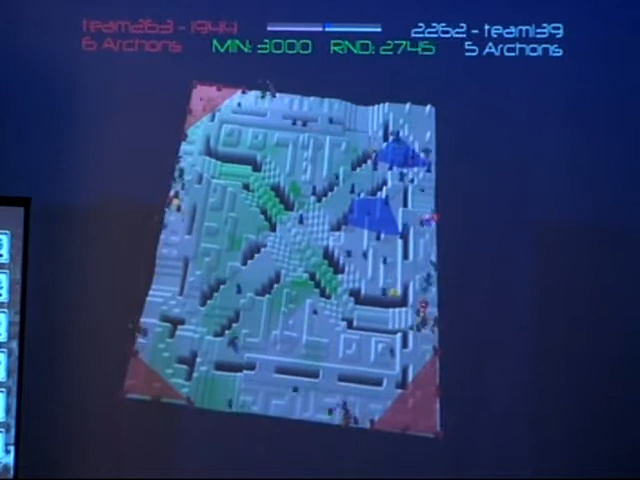 team263 - 1944
2262 - team139
6 Archons
MIN: 3000 RND: 2745
5 Archons